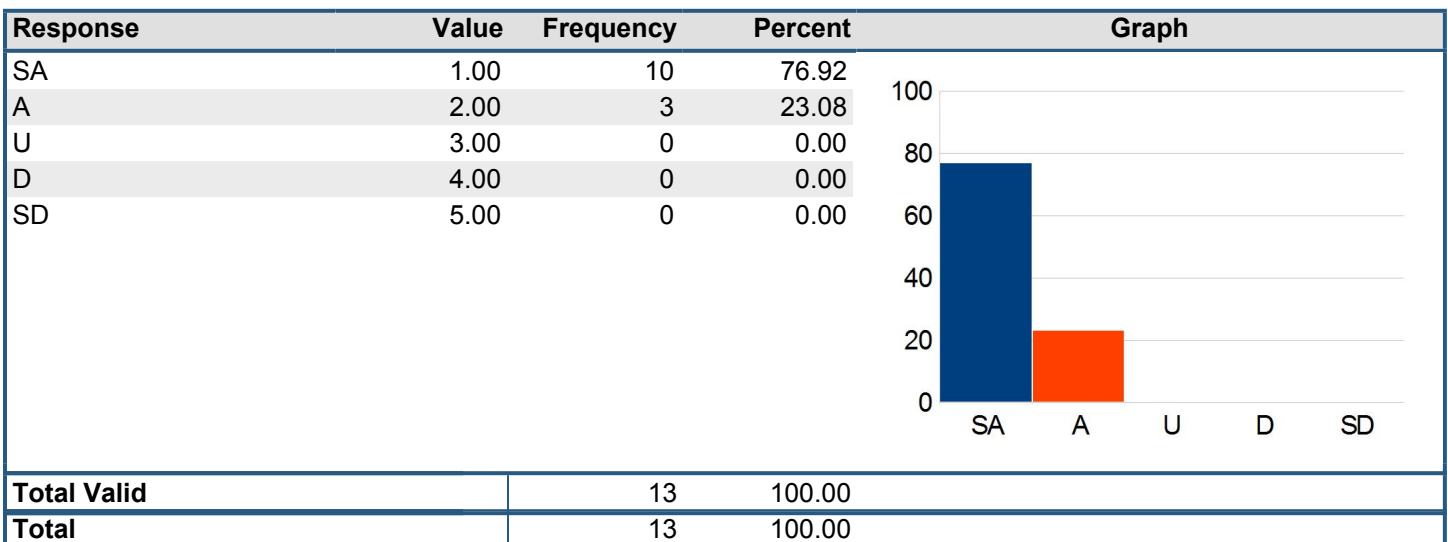 Response Value Frequency Percent Graph
SA 1.00 10 76.92
A 2.00 3 23.08
U 3.00 0 0.00
D 4.00 0 0.00
SD 5.00 0 0.00
100
80
60
40
20
0
SA A U D SD
Total Valid 13 100.00
Total 13 100.00